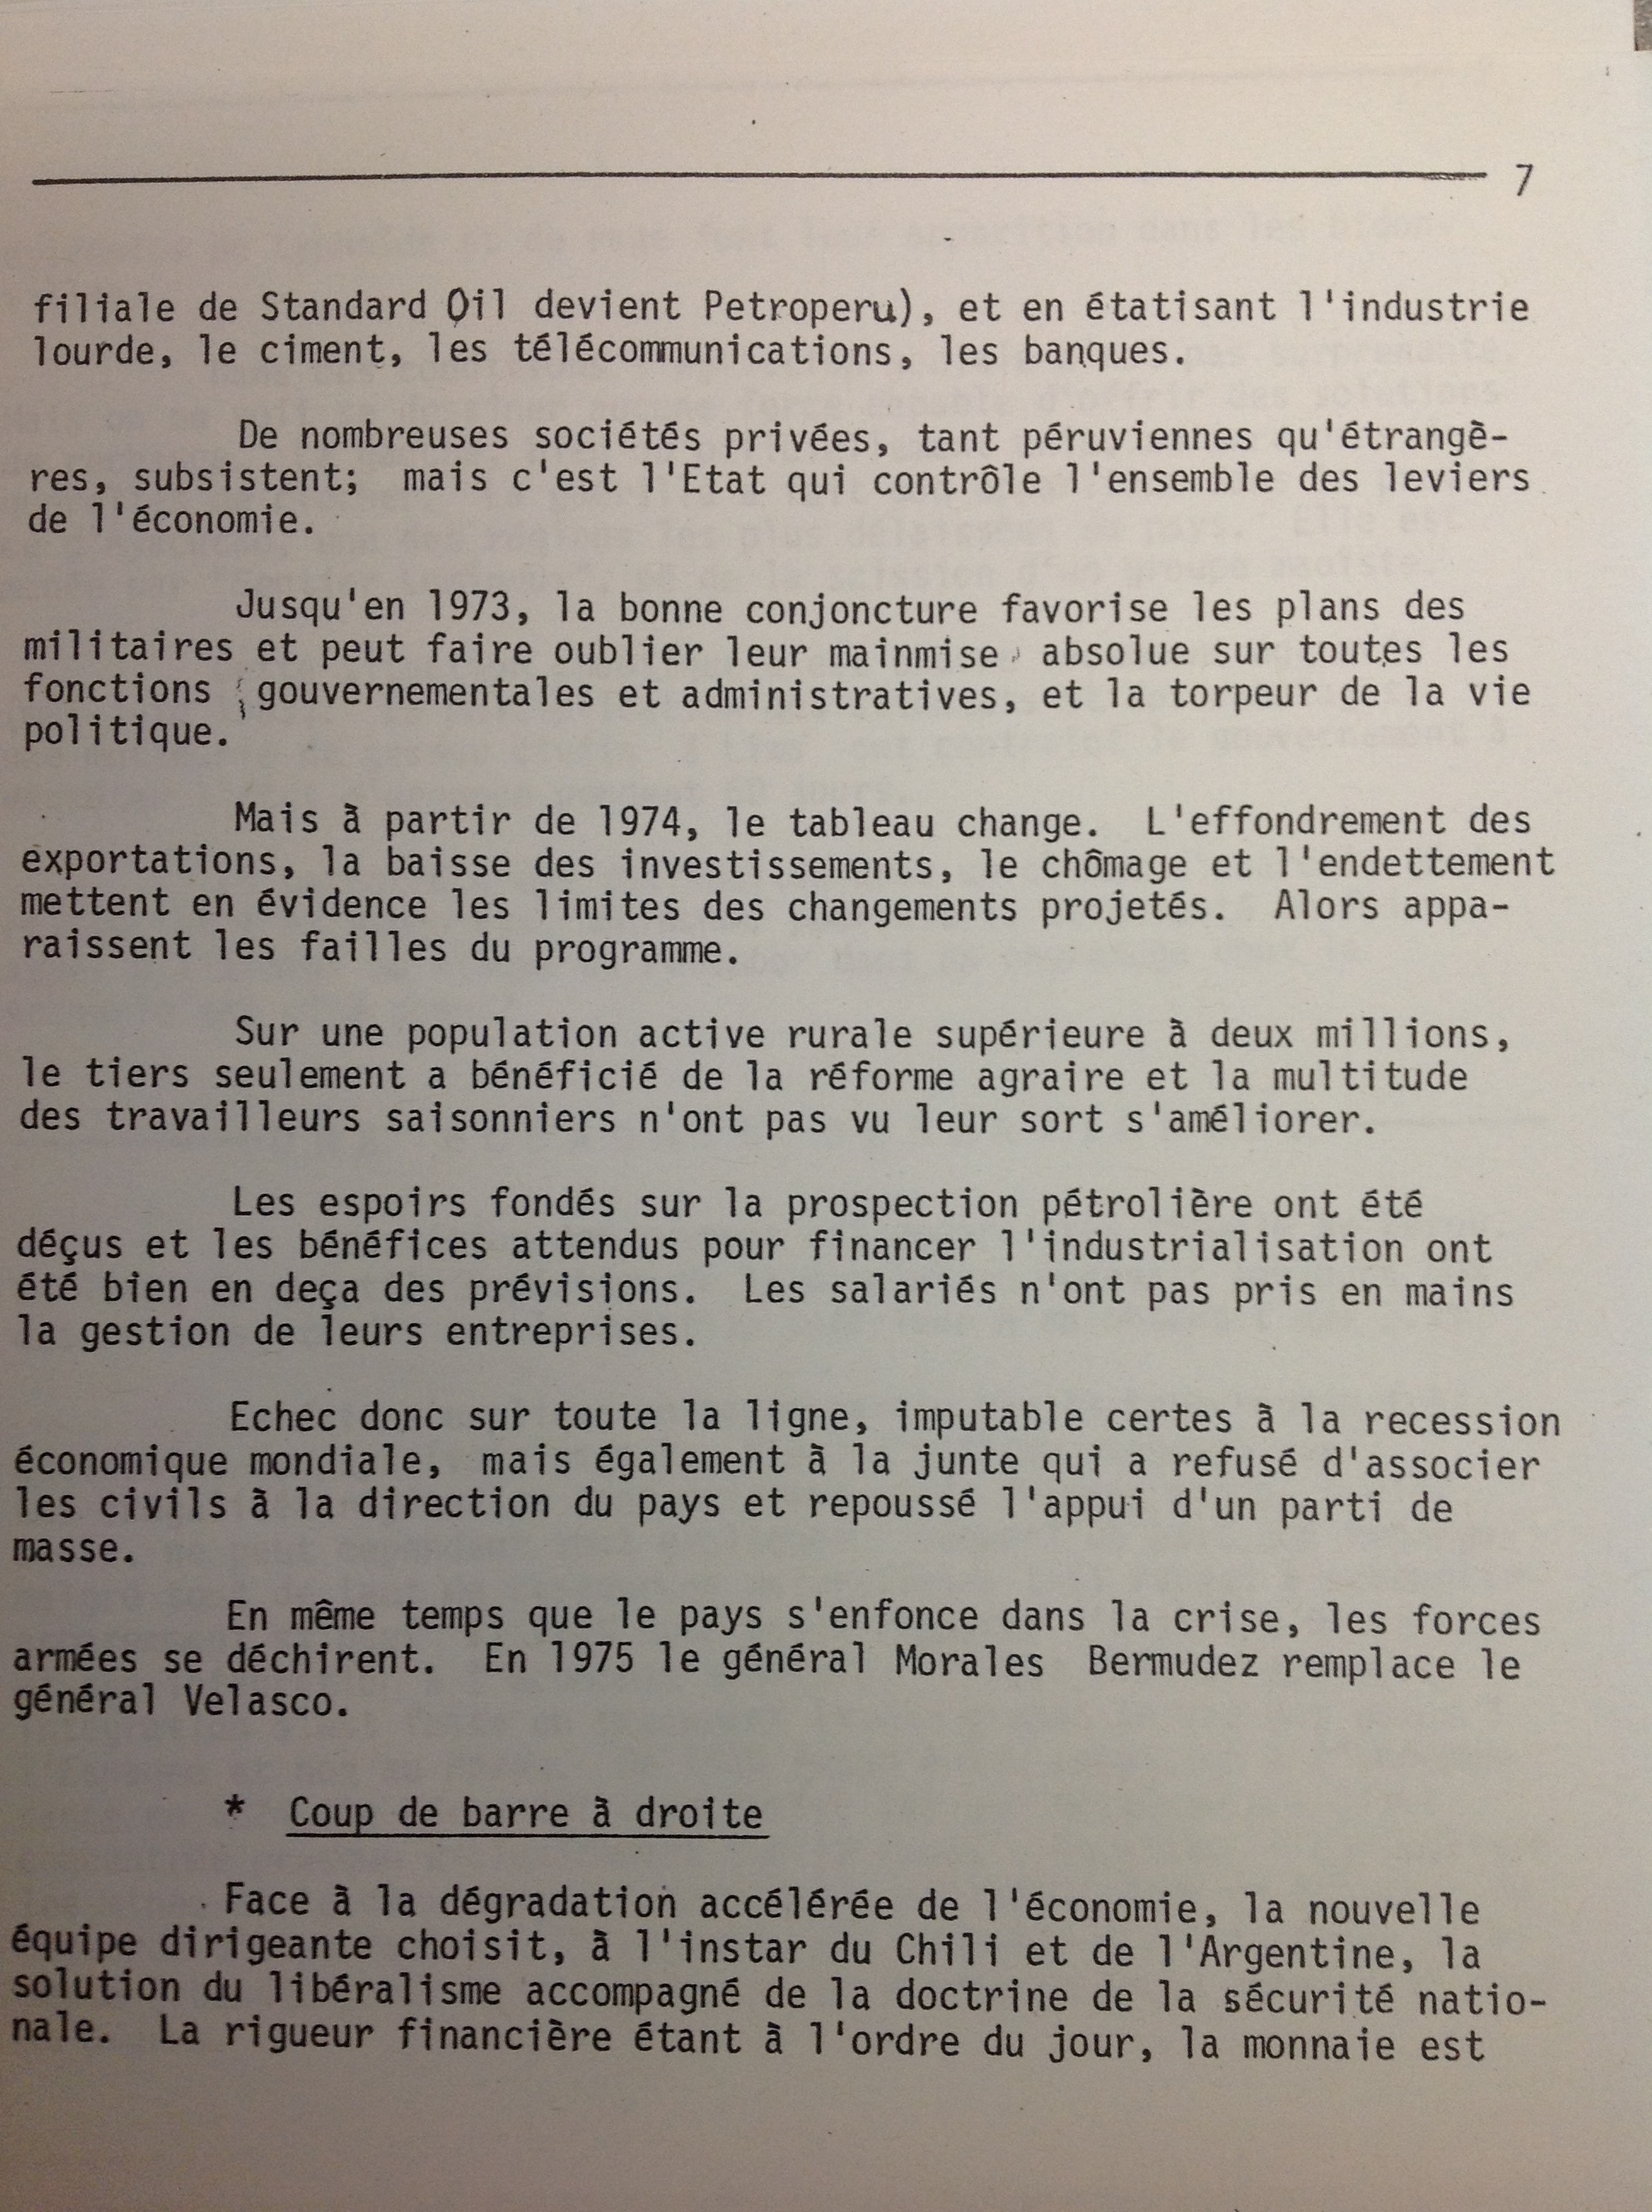 7
filiale de Standard Oil devient Petroperu), et en étatisant l'industrie
lourde, le ciment, les télécommunications, les banques.
De nombreuses sociétés privées, tant péruviennes qu'étrangè-
res, subsistent; mais c'est l'Etat qui contrôle l'ensemble des leviers
de l'économie.
Jusqu'en 1973, la bonne conjoncture favorise les plans des
militaires et peut faire oublier leur mainmise absolue sur toutes les
fonctions gouvernementales et administratives, et la torpeur de la vie
politique.
Mais à partir de 1974, le tableau change. L'effondrement des
exportations, la baisse des investissements, le chômage et l'endettement
mettent en évidence les limites des changements projetés. Alors appa-
raissent les failles du programme.
Sur une population active rurale supérieure à deux millions,
le tiers seulement a bénéficié de la réforme agraire et la multitude
des travailleurs saisonniers n'ont pas vu leur sort s'améliorer.
Les espoirs fondés sur la prospection pétrolière ont été
déçus et les bénéfices attendus pour financer l'industrialisation ont
été bien en deça des prévisions. Les salariés n'ont pas pris en mains
la gestion de leurs entreprises.
Echec donc sur toute la ligne, imputable certes à la recession
économique mondiale, mais également à la junte qui a refusé d'associer
les civils à la direction du pays et repoussé l'appui d'un parti de
masse.
En même temps que le pays s'enfonce dans la crise, les forces
armées se déchirent. En 1975 le général Morales Bermudez remplace le
général Velasco.
* Coup de barre à droite
Face à la dégradation accélérée de l'économie, la nouvelle
équipe dirigeante choisit, à l'instar du Chili et de l'Argentine, la
solution du libéralisme accompagné de la doctrine de la sécurité natio-
nale. La rigueur financière étant à l'ordre du jour, la monnaie est